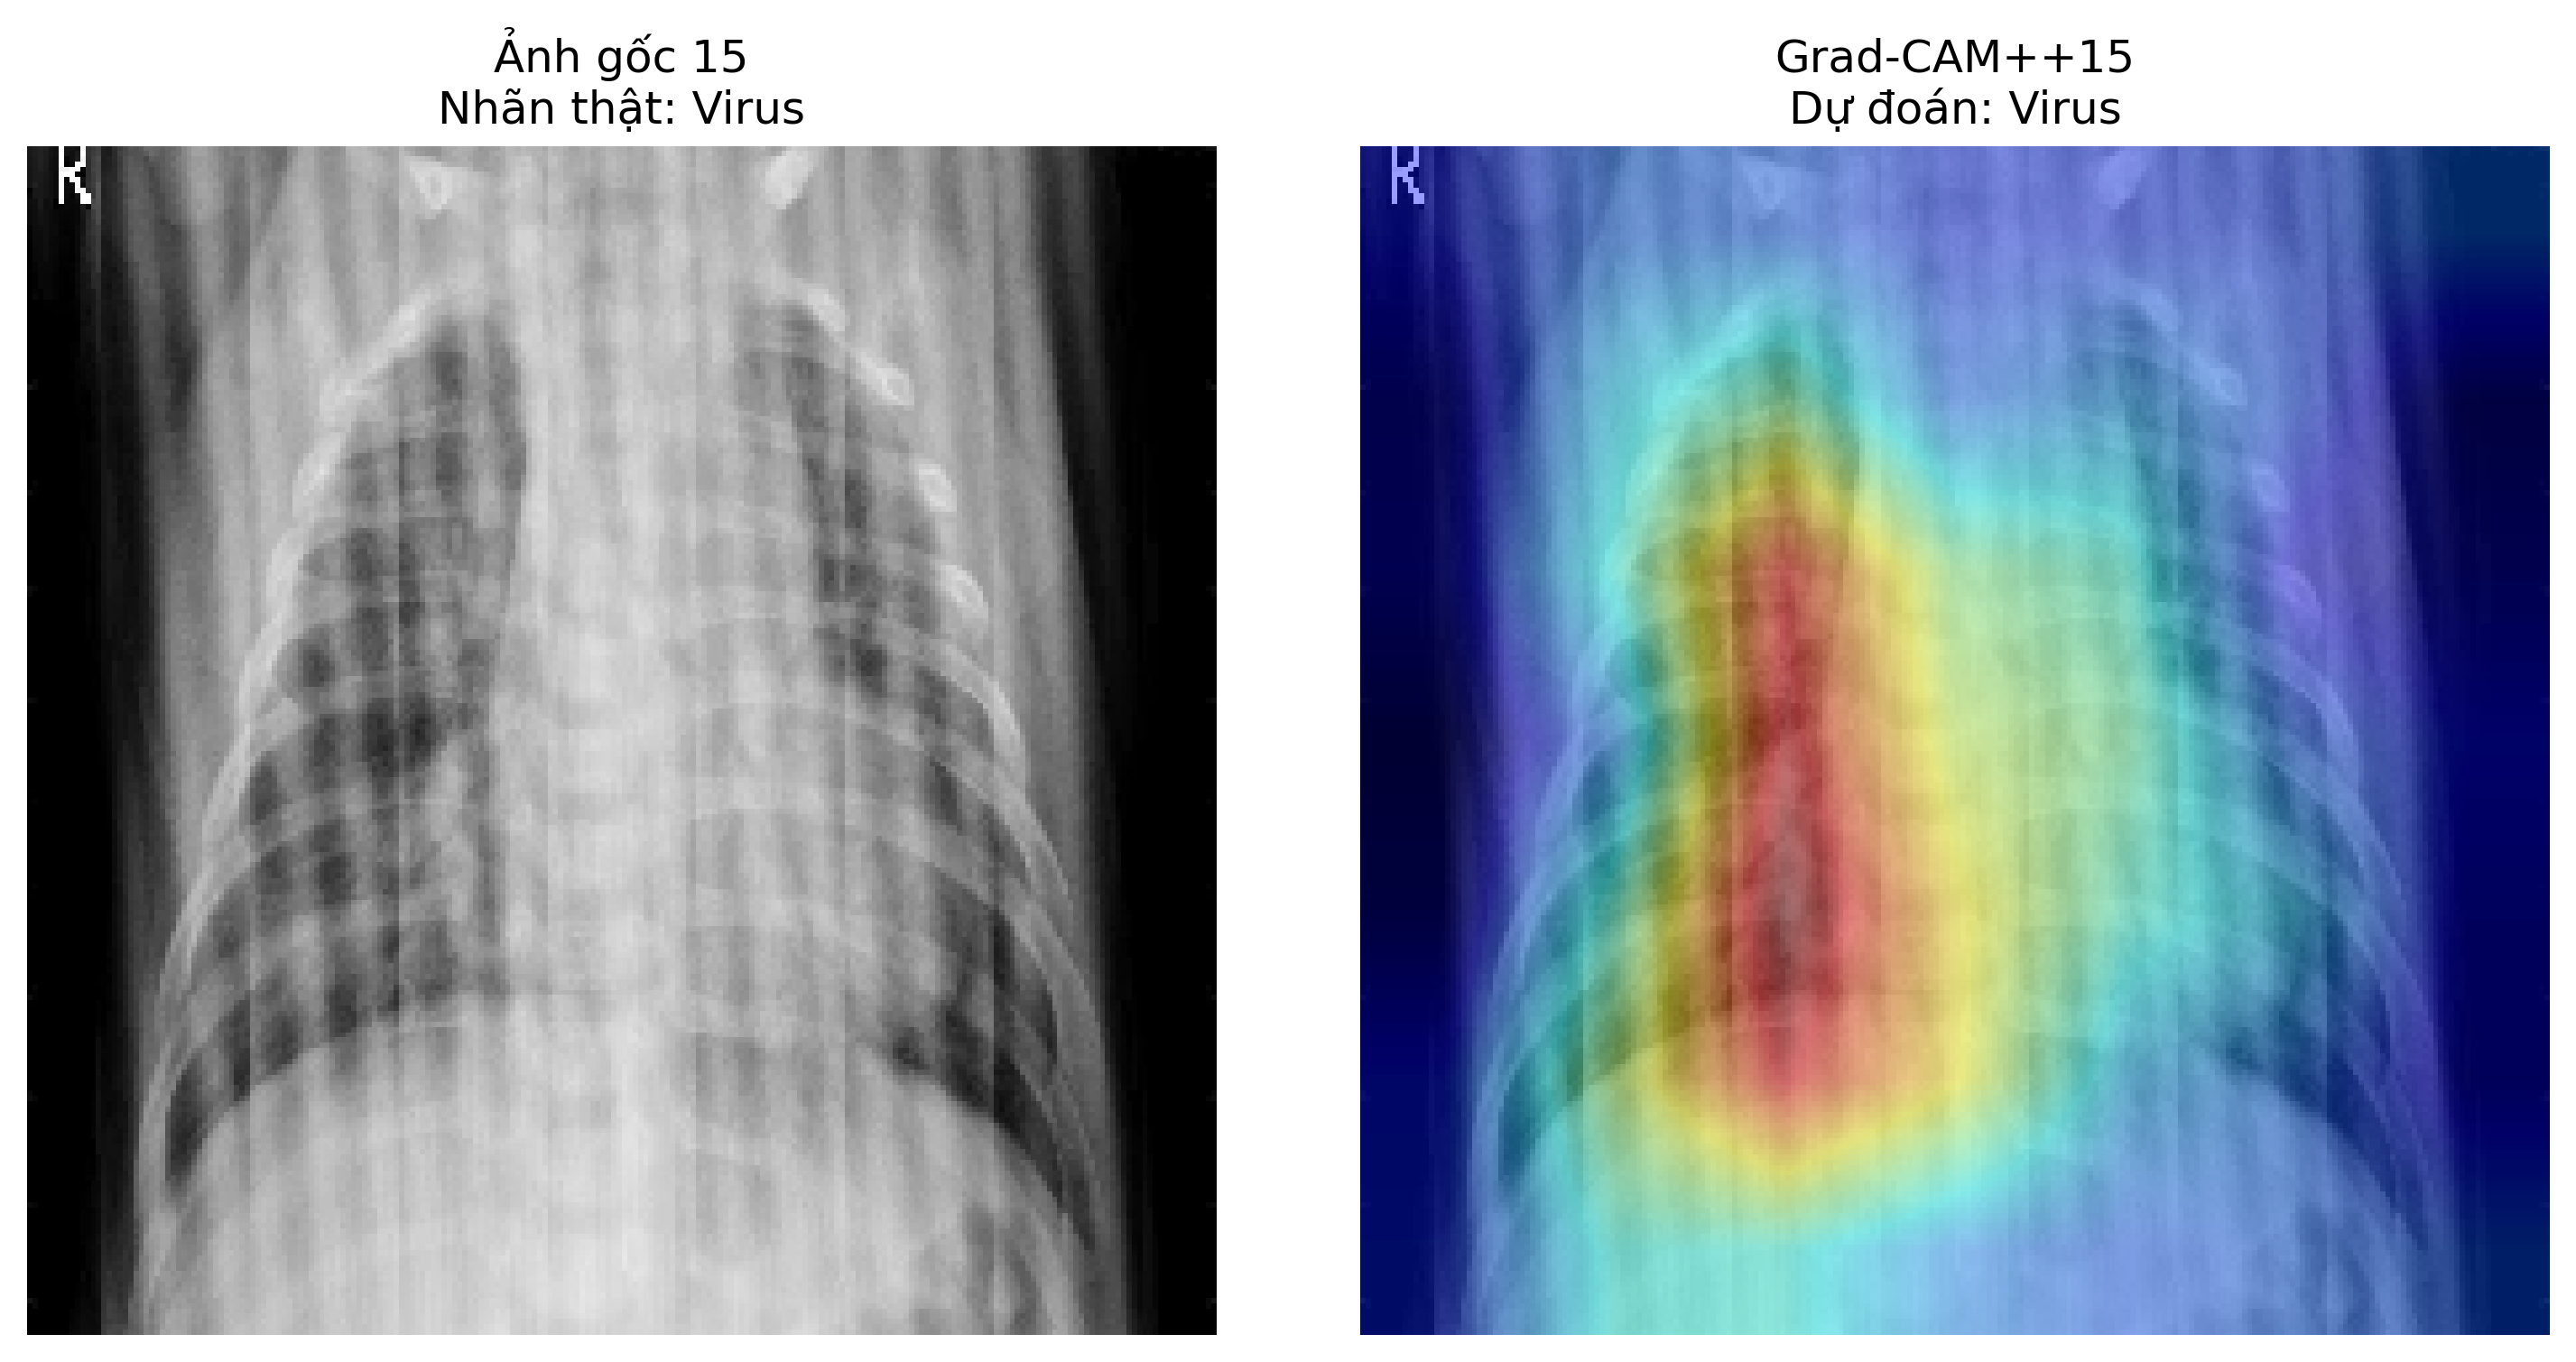 Ảnh gốc 15
Nhãn thật: Virus
Grad-CAM++15
Dự đoán: Virus
R